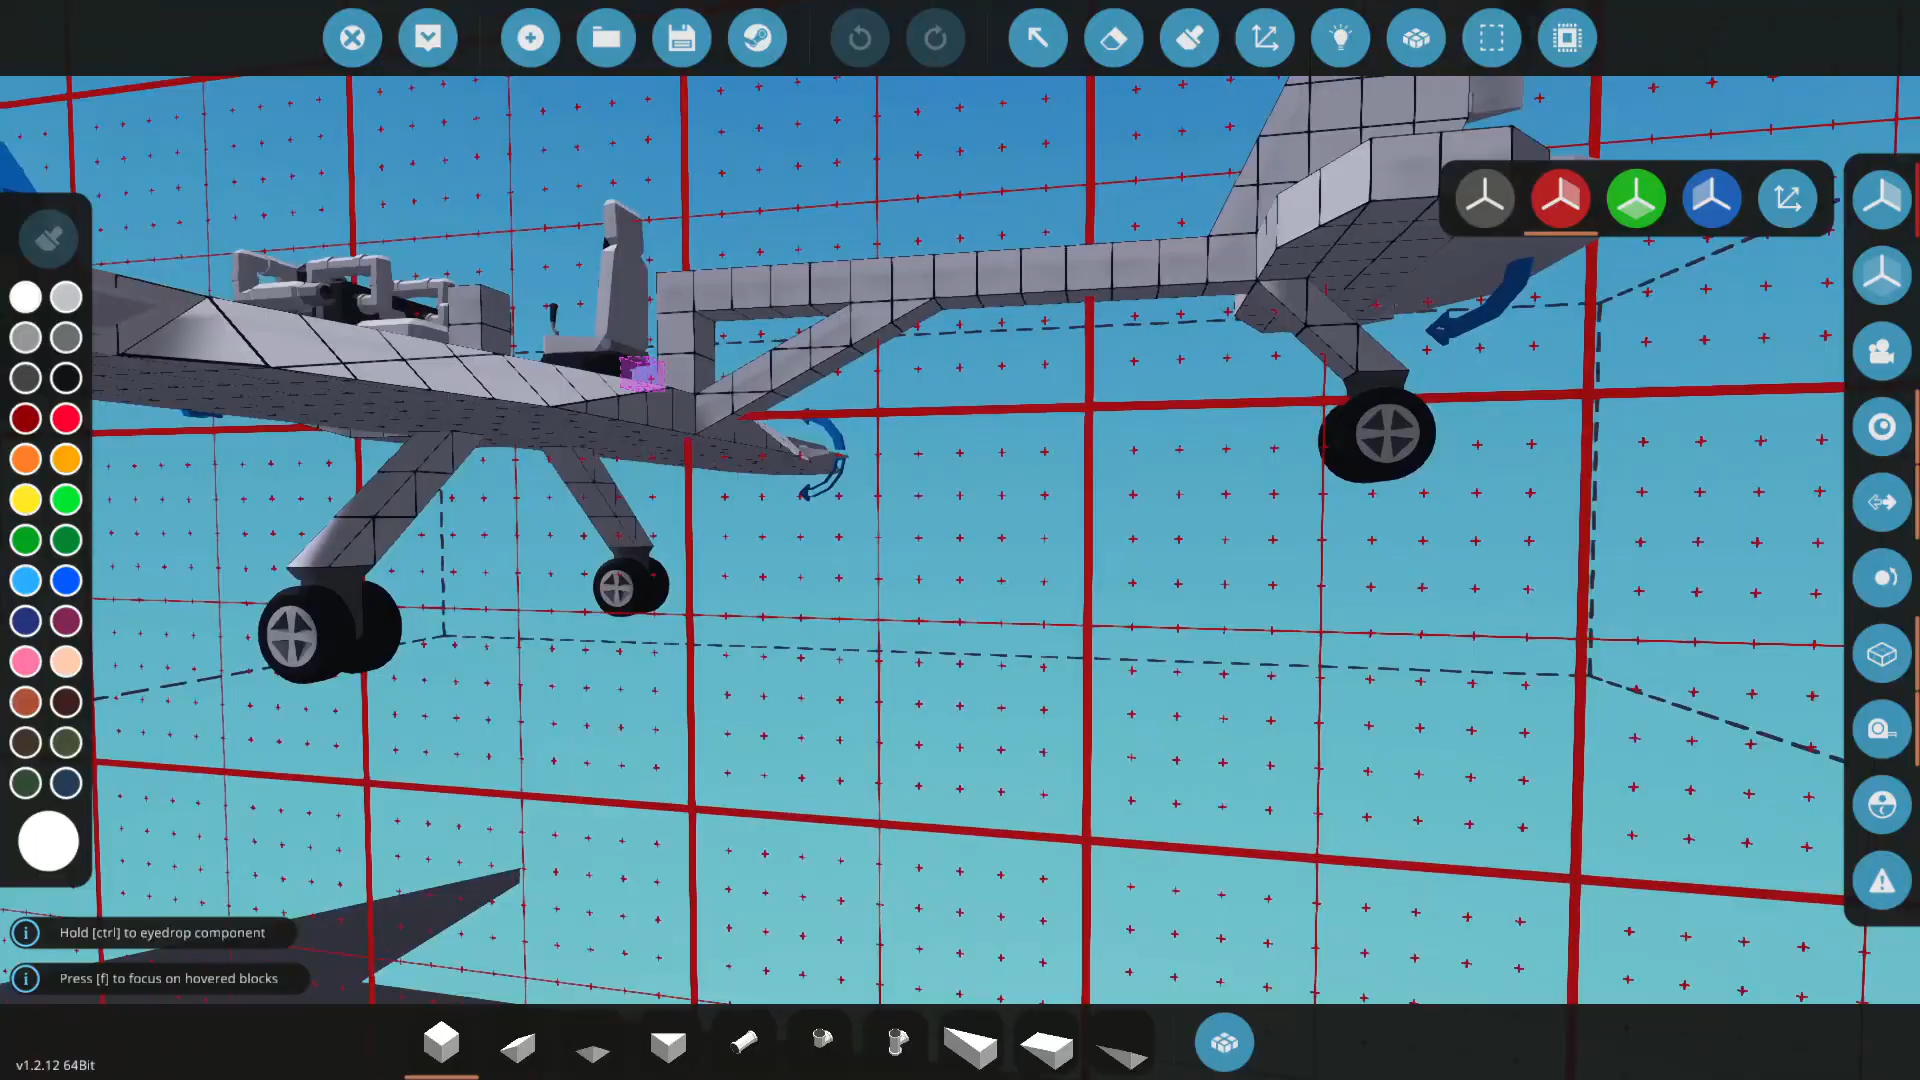 Hold [ctrl] to eyedrop component
Press [f] to focus on hovered blocks
v1.2.12 64Bit